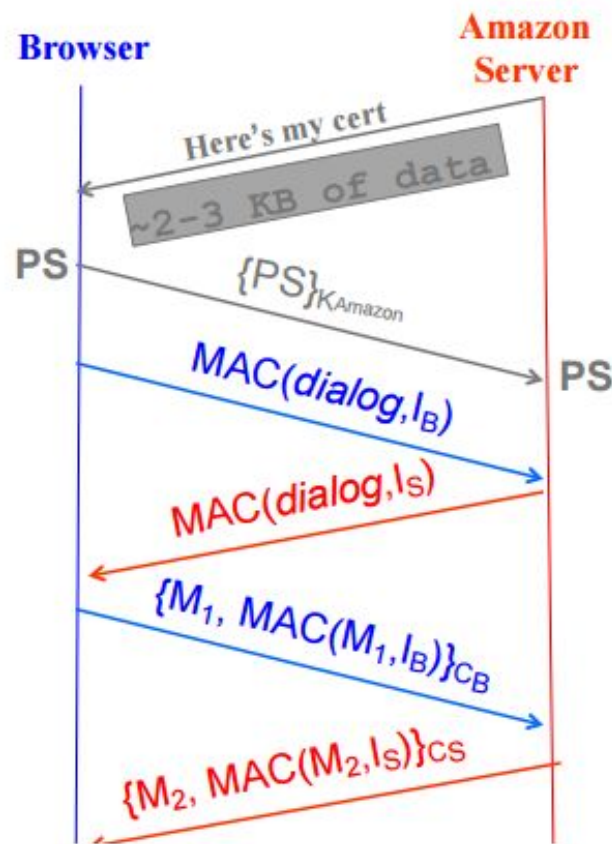 Browser
Amazon
Server
Here's my cert
~2-3 KB of data
PS
{PS}KAmazon
PS
MAC(dialog,IB)
MAC(dialog,IS)
{M1, MAC(M1,IB)}CB
{M2, MAC(M2,IS)}CS